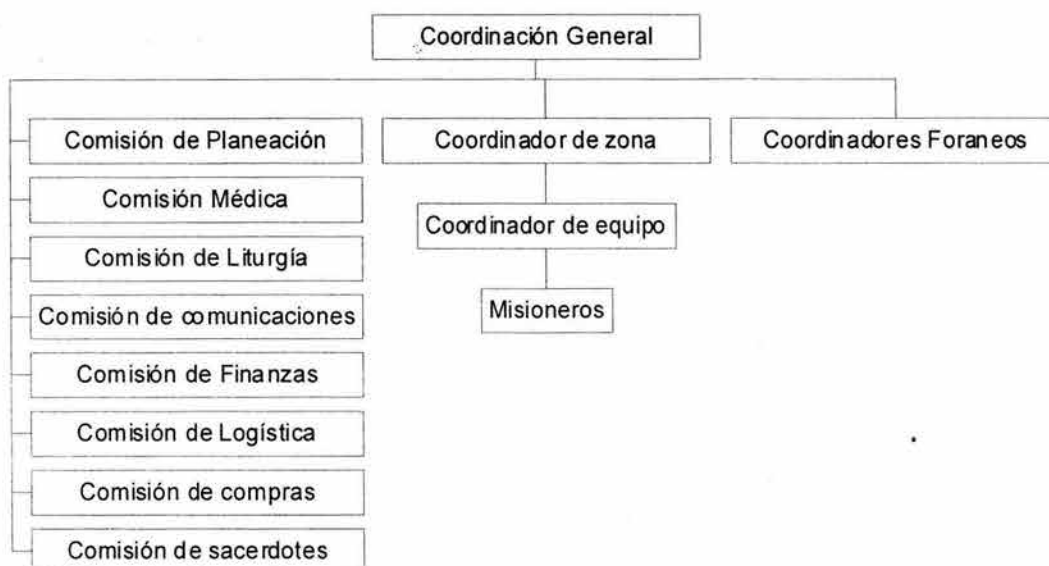 Coordinación General
Comisión de Planeación
Coordinador de zona
Coordinadores Foraneos
Comisión Médica
Coordinador de equipo
Comisión de Liturgía
Misioneros
Comisión de comunicaciones
Comisión de Finanzas
Comisión de Logística
Comisión de compras
Comisión de sacerdotes